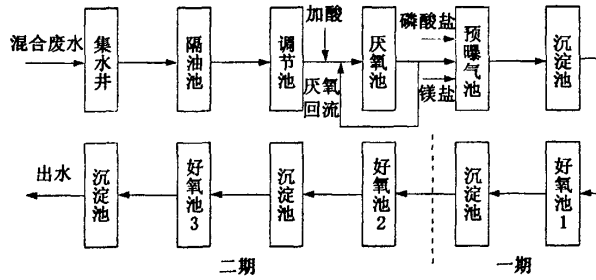 混合废水
集水井
隔油池
调节池
加酸
厌氧回流
厌氧池
磷酸盐
镁盐
预曝气池
沉淀池
出水
沉淀池
好氧池3
沉淀池
好氧池2
沉淀池
好氧池1
二期
一期